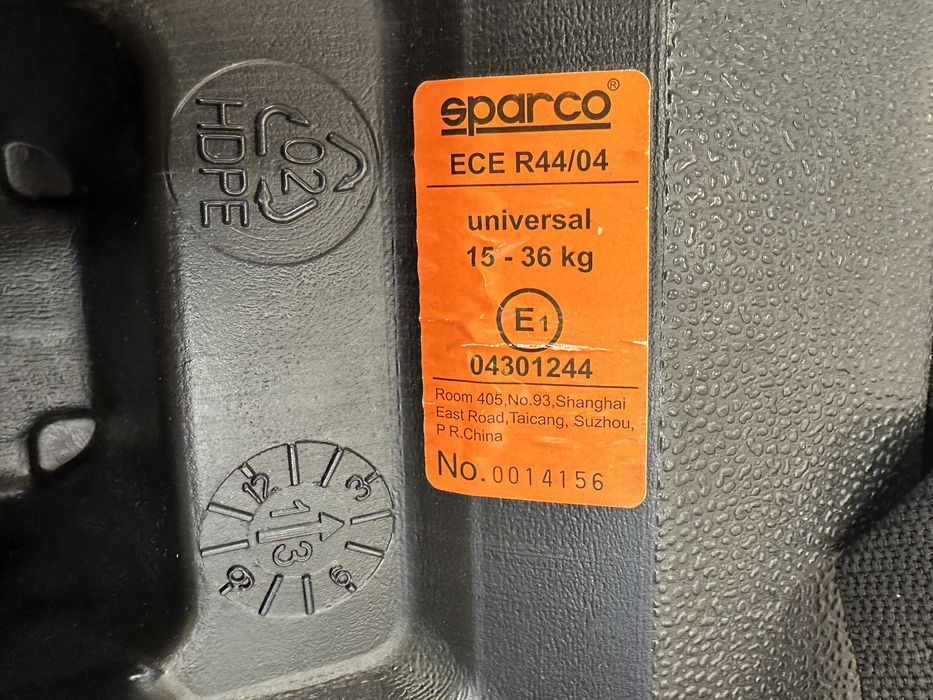 sparco®
ECE R44/04
universal
15 - 36 kg
E1
04301244
Room 405,No.93,Shanghai
East Road,Taicang, Suzhou,
P R.China
No. 0014156
02
HDPE
12
3
6
9
13